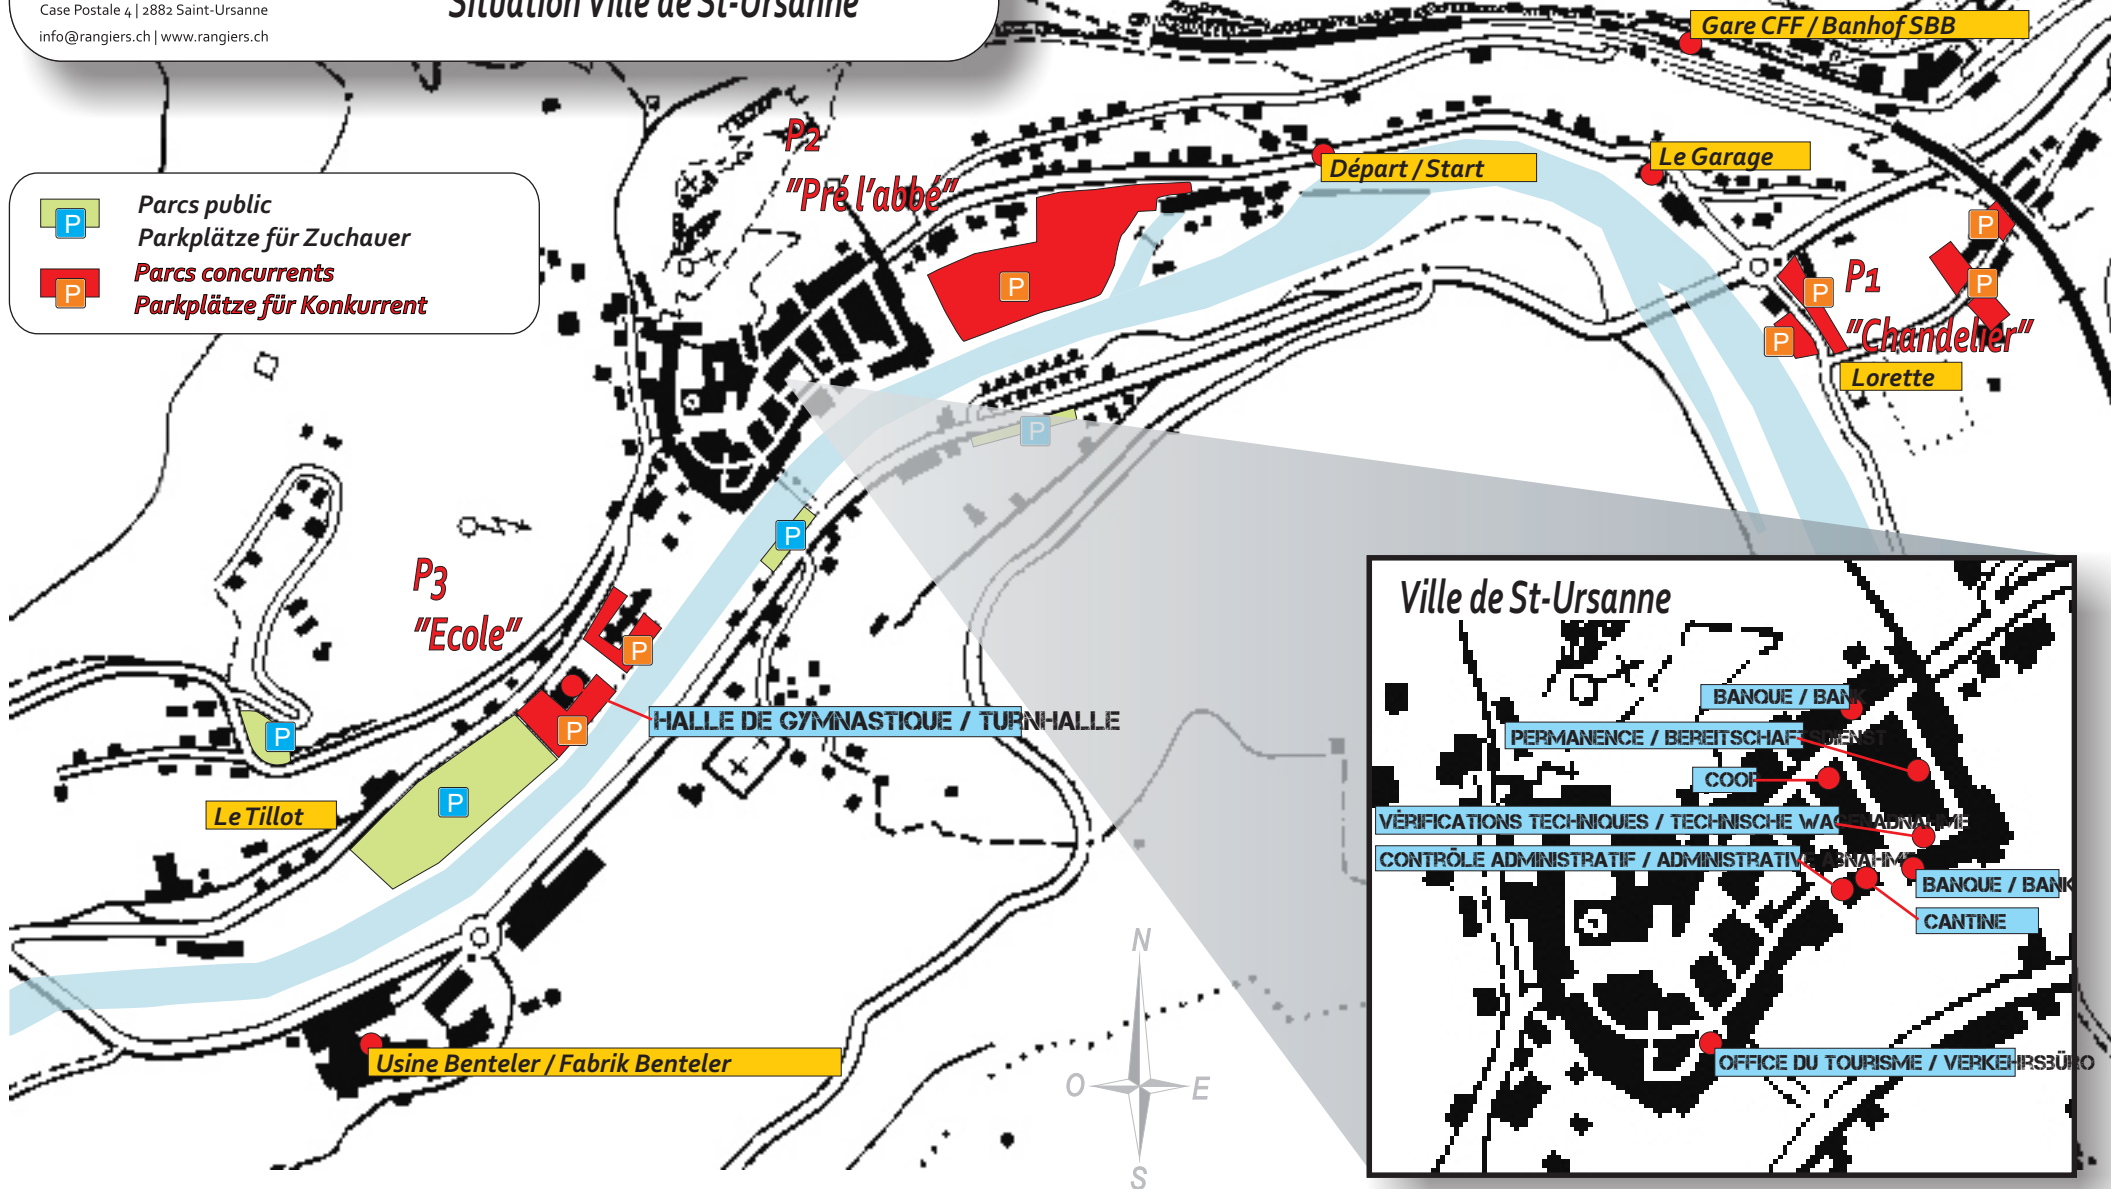 Situation Ville de St-Ursanne
Case Postale 4 | 2882 Saint-Ursanne
info@rangiers.ch | www.rangiers.ch
Gare CFF / Banhof SBB
P2
"Pré l'abbé"
Départ / Start
Le Garage
P
Parcs public
Parkplätze für Zuchauer
P
Parcs concurrents
Parkplätze für Konkurrent
P
P
P
P
P
P1
"Chandelier"
Lorette
P
P
P3
"Ecole"
P
P
HALLE DE GYMNASTIQUE / TURNHALLE
P
P
Le Tillot
Usine Benteler / Fabrik Benteler
N
O
E
S
Ville de St-Ursanne
BANQUE / BANK
PERMANENCE / BEREITSCHAFTSDIENST
COOP
VÉRIFICATIONS TECHNIQUES / TECHNISCHE WAGENADNAHME
CONTRÔLE ADMINISTRATIF / ADMINISTRATIVE ABNAHME
BANQUE / BANK
CANTINE
OFFICE DU TOURISME / VERKEHRSBÜRO